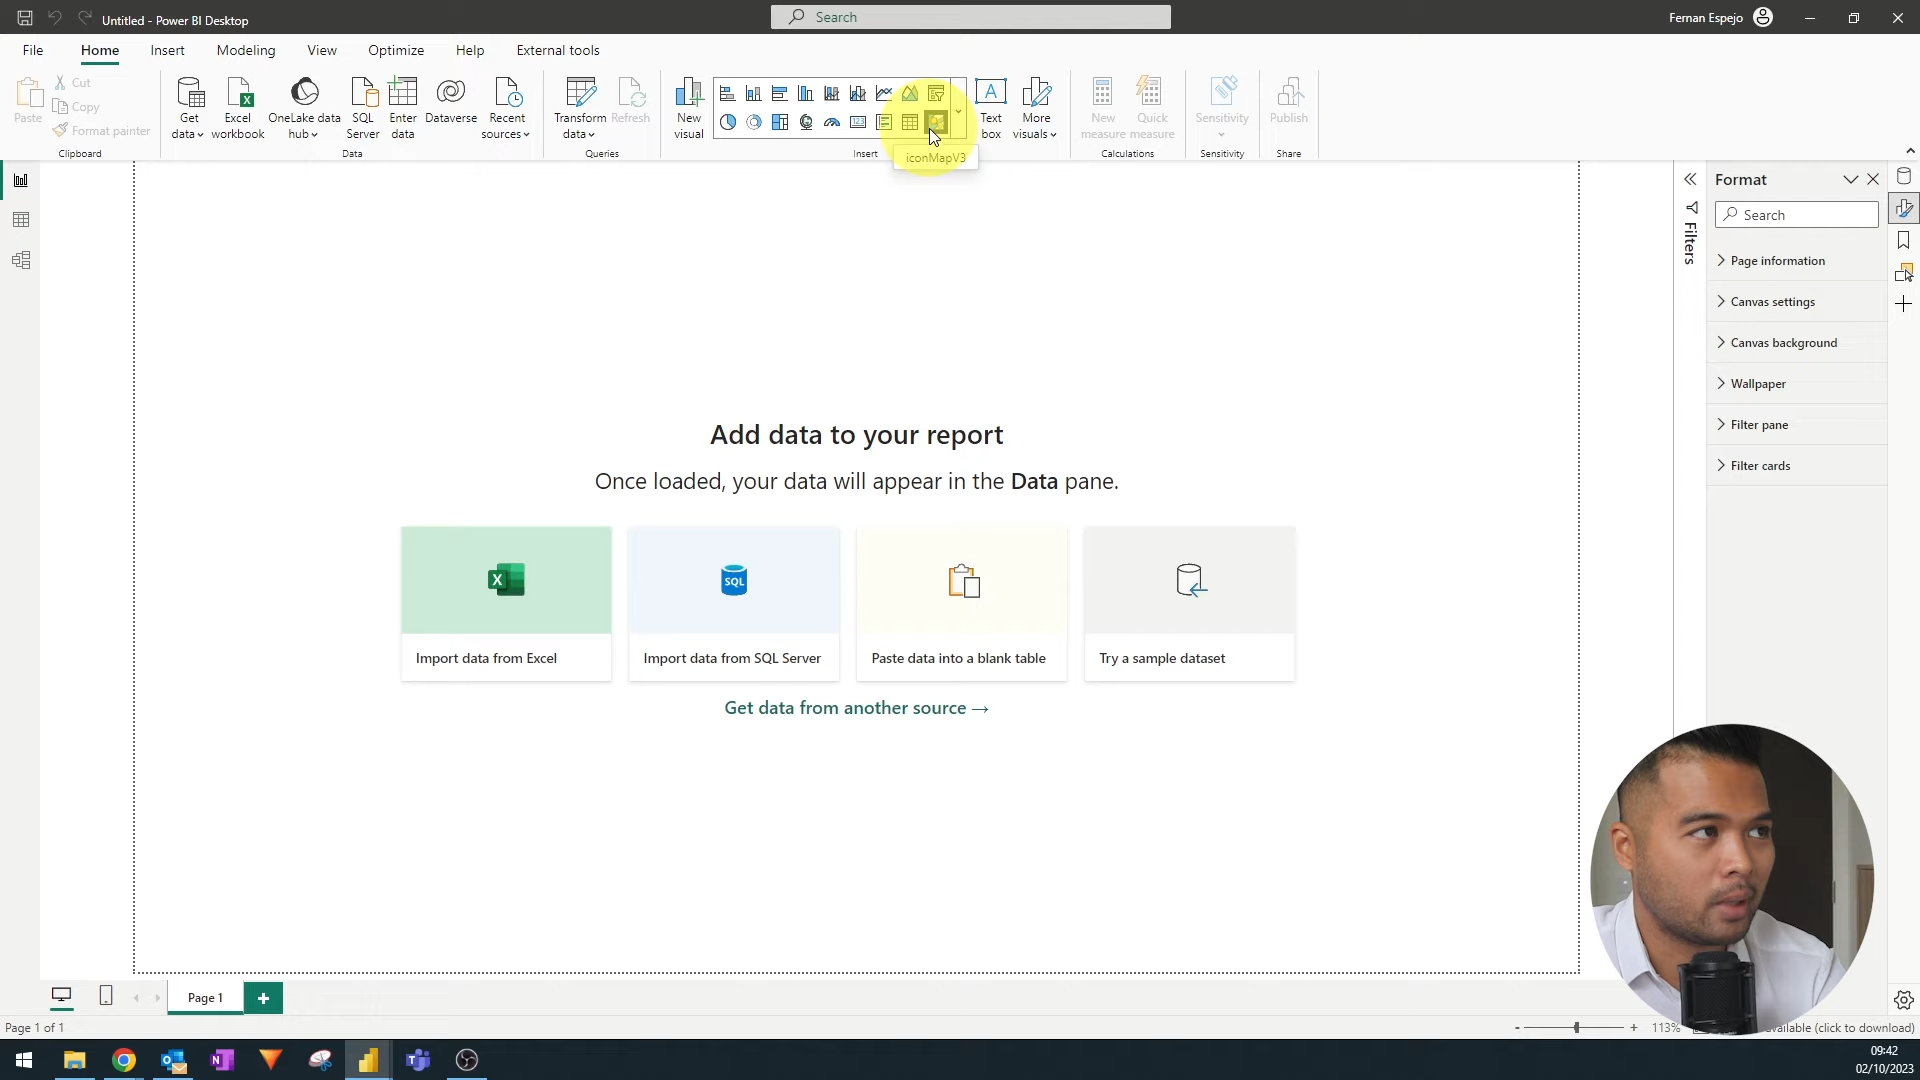 Untitled - Power BI Desktop
Search
Fernan Espejo
File
Home
Insert
Modeling
View
Optimize
Help
External tools
Paste
Cut
Copy
Format painter
Clipboard
Get data
Excel workbook
OneLake data hub
SQL Server
Enter data
Dataverse
Recent sources
Data
Transform data
Refresh
Queries
New visual
Insert
Text box
More visuals
New measure
Quick measure
Calculations
Sensitivity
Sensitivity
Publish
Share
iconMapV3
Filters
Format
Search
Page information
Canvas settings
Canvas background
Wallpaper
Filter pane
Filter cards
Add data to your report
Once loaded, your data will appear in the Data pane.
SQL
Import data from Excel
Import data from SQL Server
Paste data into a blank table
Try a sample dataset
Get data from another source →
Page 1
Page 1 of 1
113%
(click to download)
09:42
02/10/2023